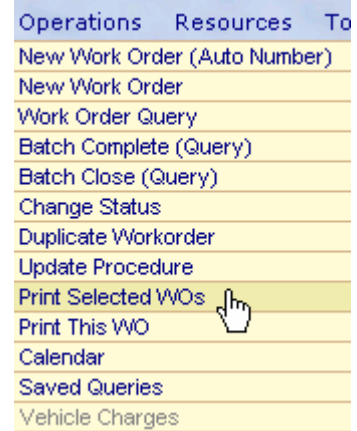 Operations Resources To
New Work Order (Auto Number)
New Work Order
Work Order Query
Batch Complete (Query)
Batch Close (Query)
Change Status
Duplicate Workorder
Update Procedure
Print Selected WOs
Print This WO
Calendar
Saved Queries
Vehicle Charges